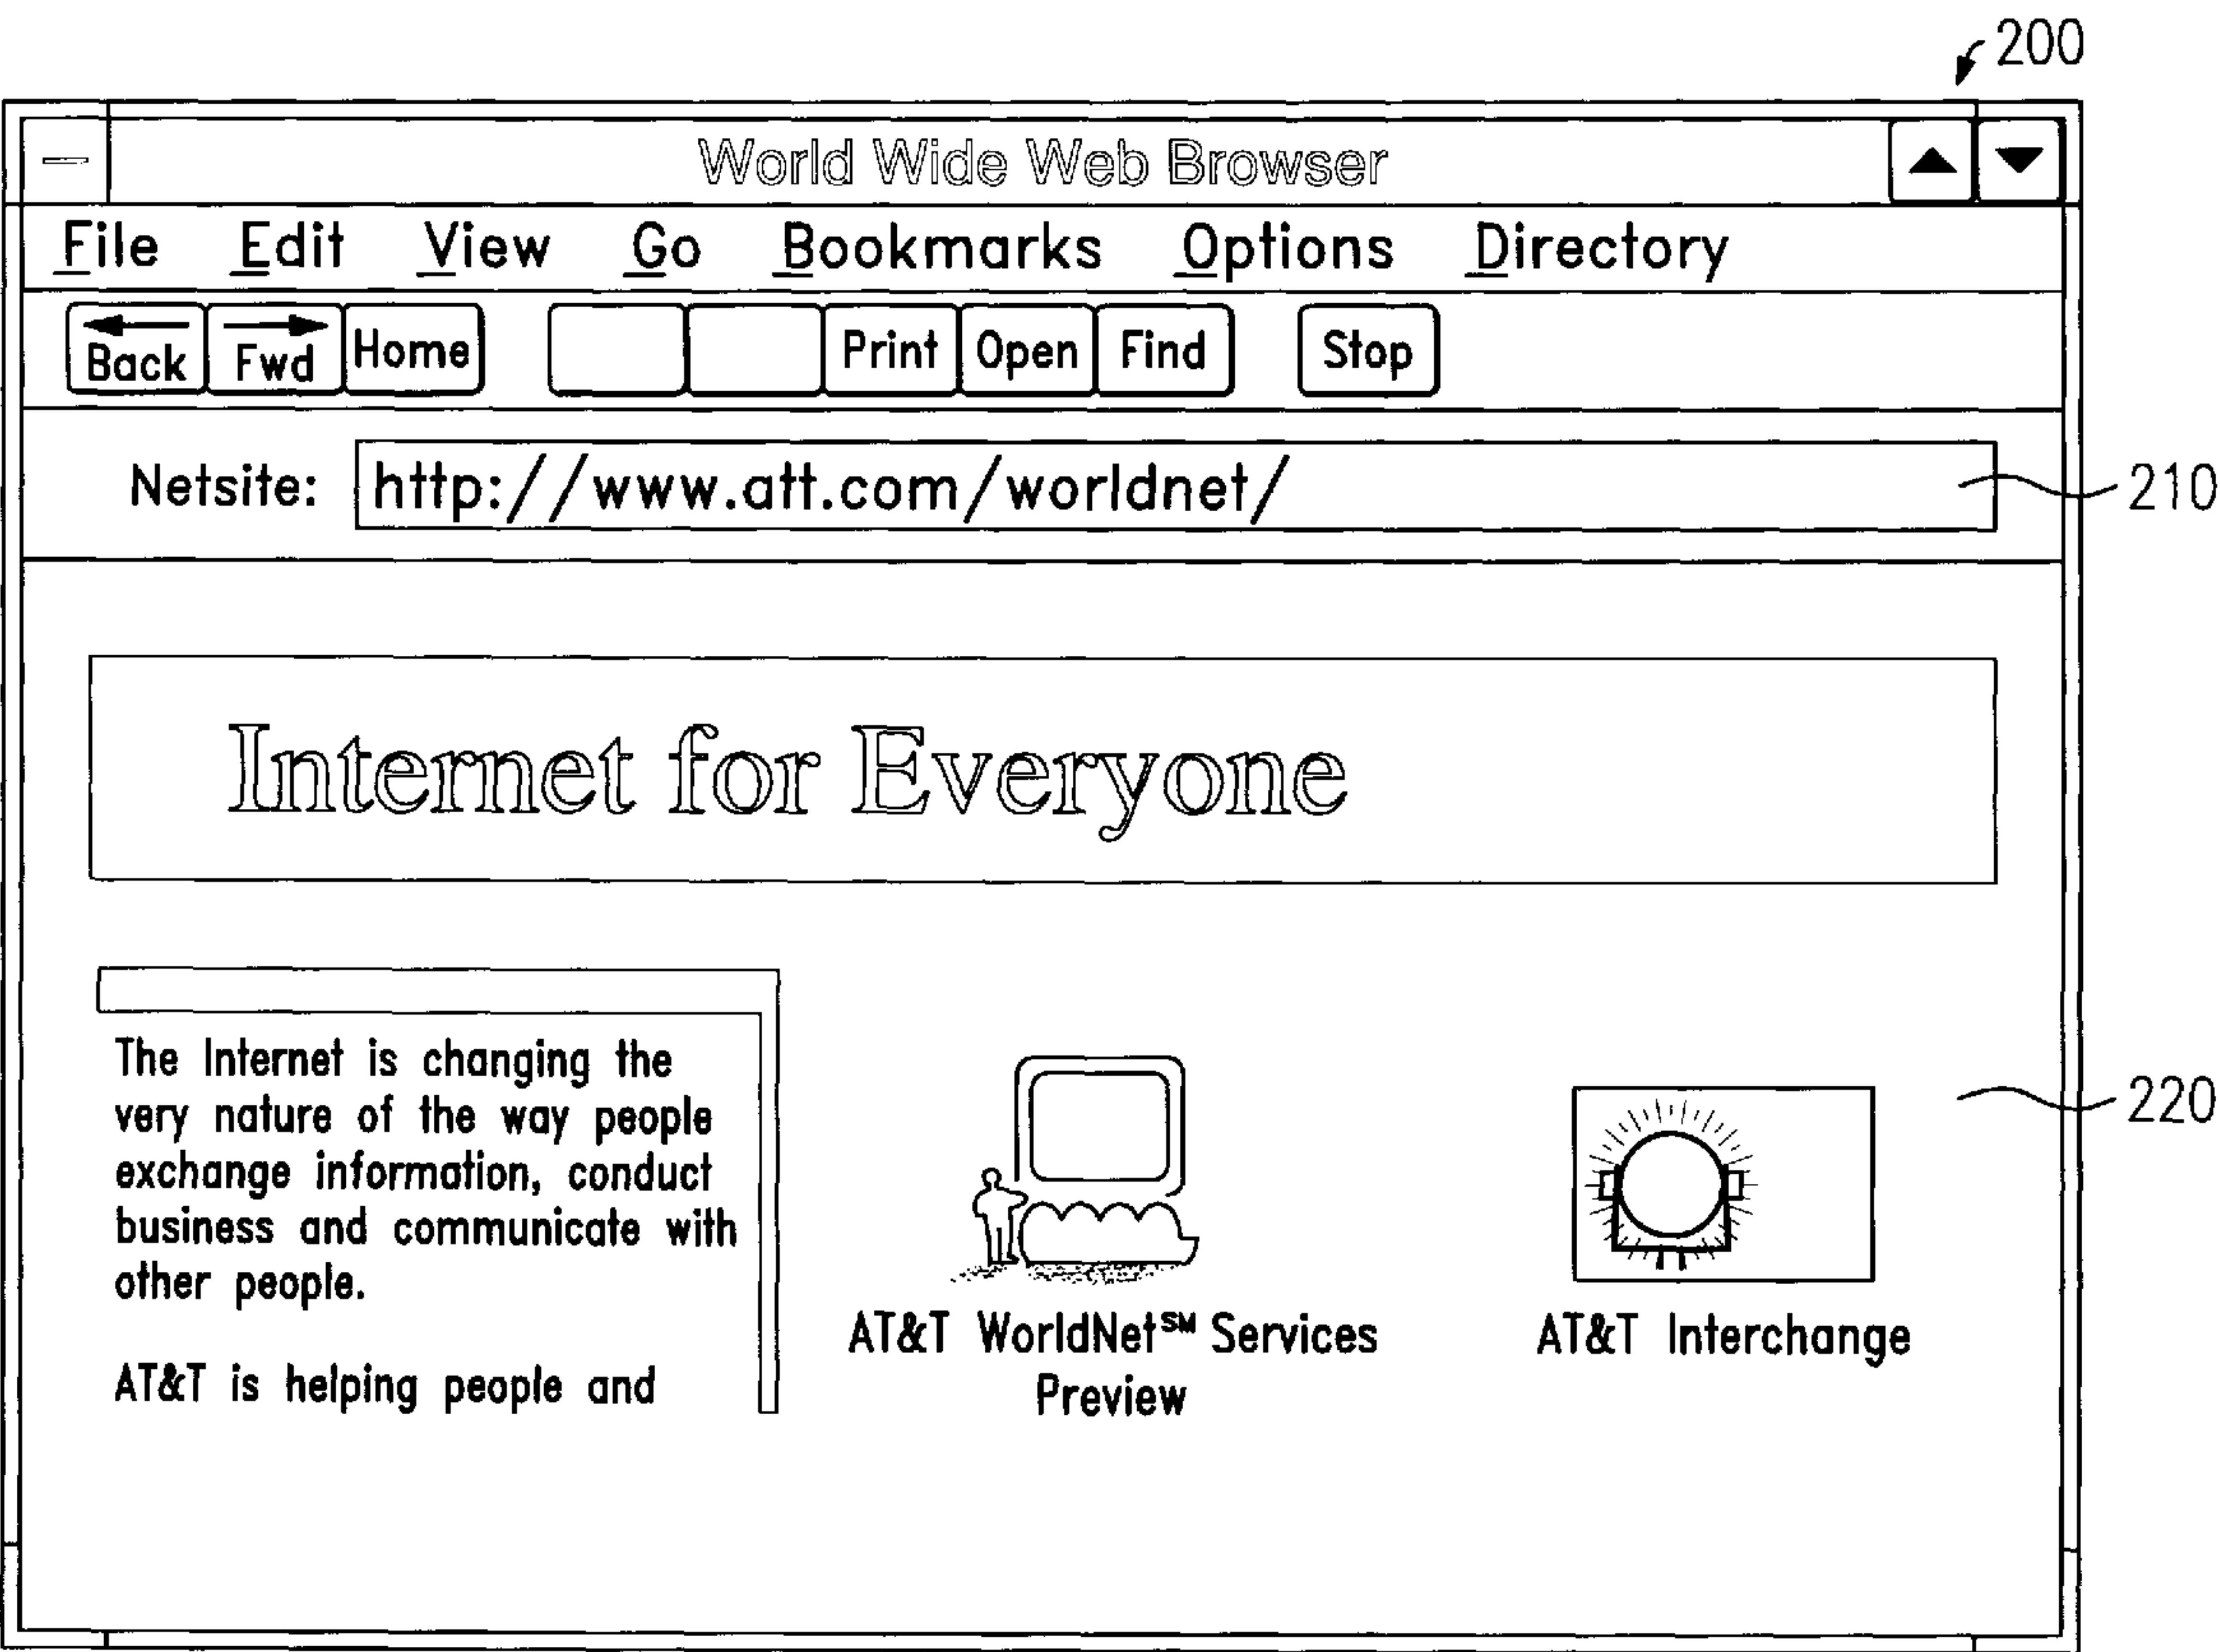 200
World Wide Web Browser
File Edit View Go Bookmarks Options Directory
Back Fwd Home Print Open Find Stop
Netsite: http://www.att.com/worldnet/ 210
Internet for Everyone
The Internet is changing the
very nature of the way people
exchange information, conduct
business and communicate with
other people.
AT&T is helping people and
AT&T WorldNet℠ Services
Preview
AT&T Interchange
220